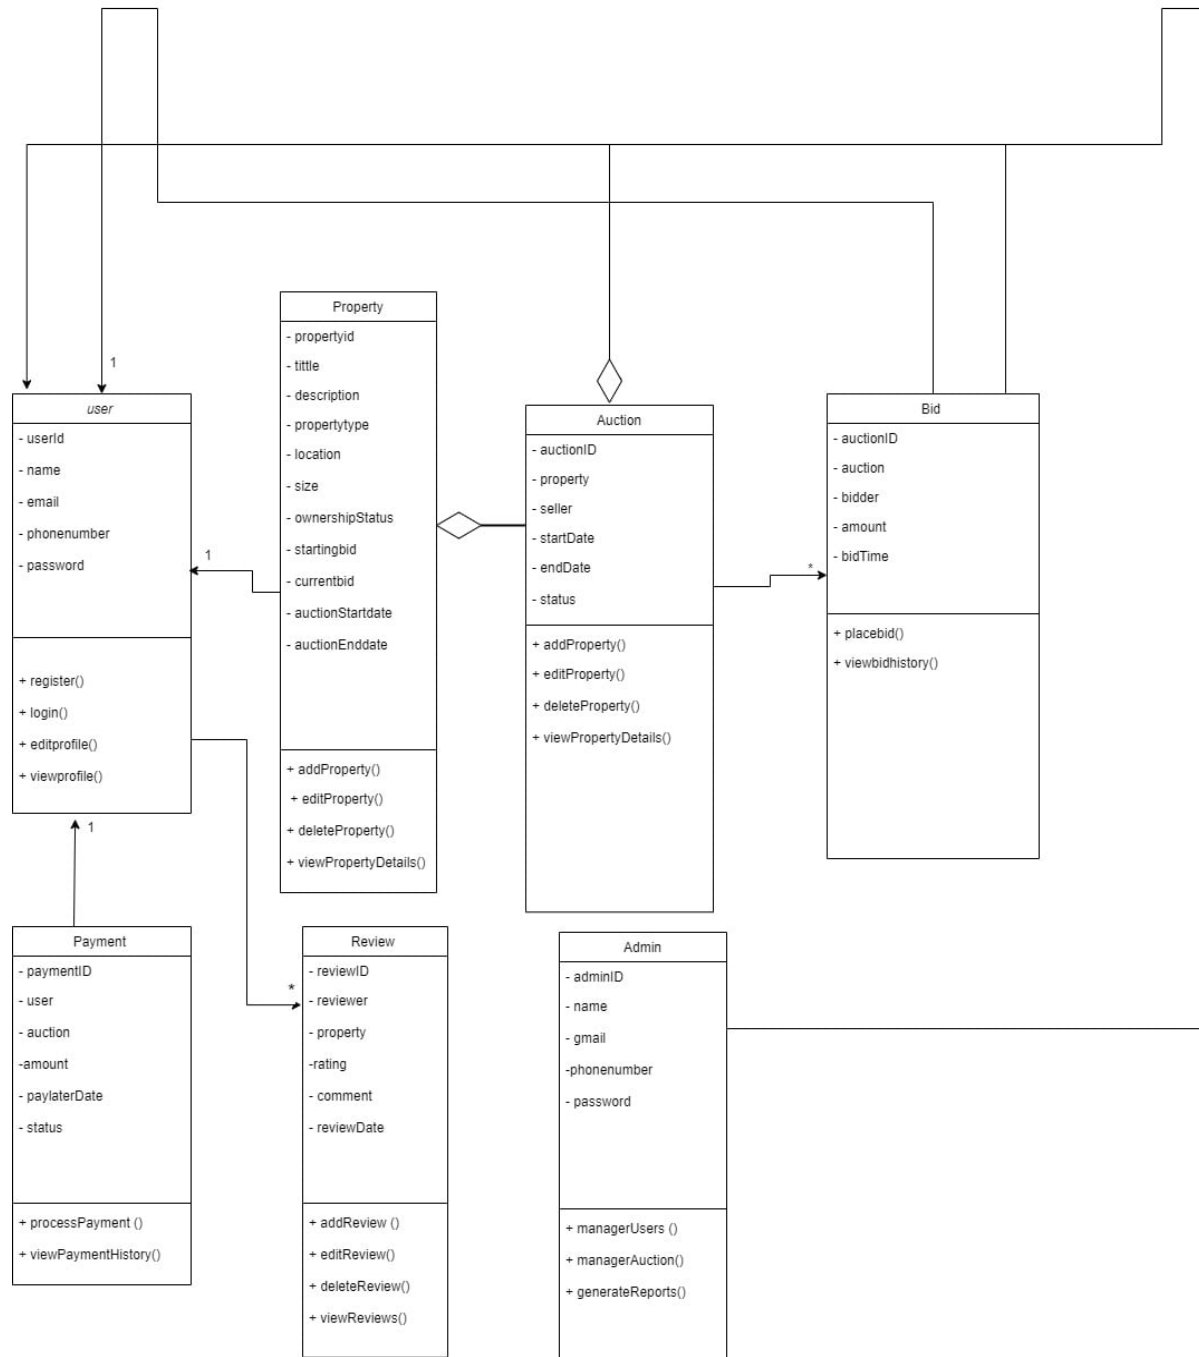 1
user
- userId
- name
- email
- phonenumber
- password
+ register()
+ login()
+ editprofile()
+ viewprofile()
Property
- propertyid
- tittle
- description
- propertytype
- location
- size
- ownershipStatus
- startingbid
- currentbid
- auctionStartdate
- auctionEnddate
+ addProperty()
+ editProperty()
+ deleteProperty()
+ viewPropertyDetails()
1
Auction
- auctionID
- property
- seller
- startDate
- endDate
- status
+ addProperty()
+ editProperty()
+ deleteProperty()
+ viewPropertyDetails()
*
Bid
- auctionID
- auction
- bidder
- amount
- bidTime
+ placebid()
+ viewbidhistory()
1
Payment
- paymentID
- user
- auction
-amount
- paylaterDate
- status
+ processPayment ()
+ viewPaymentHistory()
*
Review
- reviewID
- reviewer
- property
-rating
- comment
- reviewDate
+ addReview ()
+ editReview()
+ deleteReview()
+ viewReviews()
Admin
- adminID
- name
- gmail
-phonenumber
- password
+ managerUsers ()
+ managerAuction()
+ generateReports()